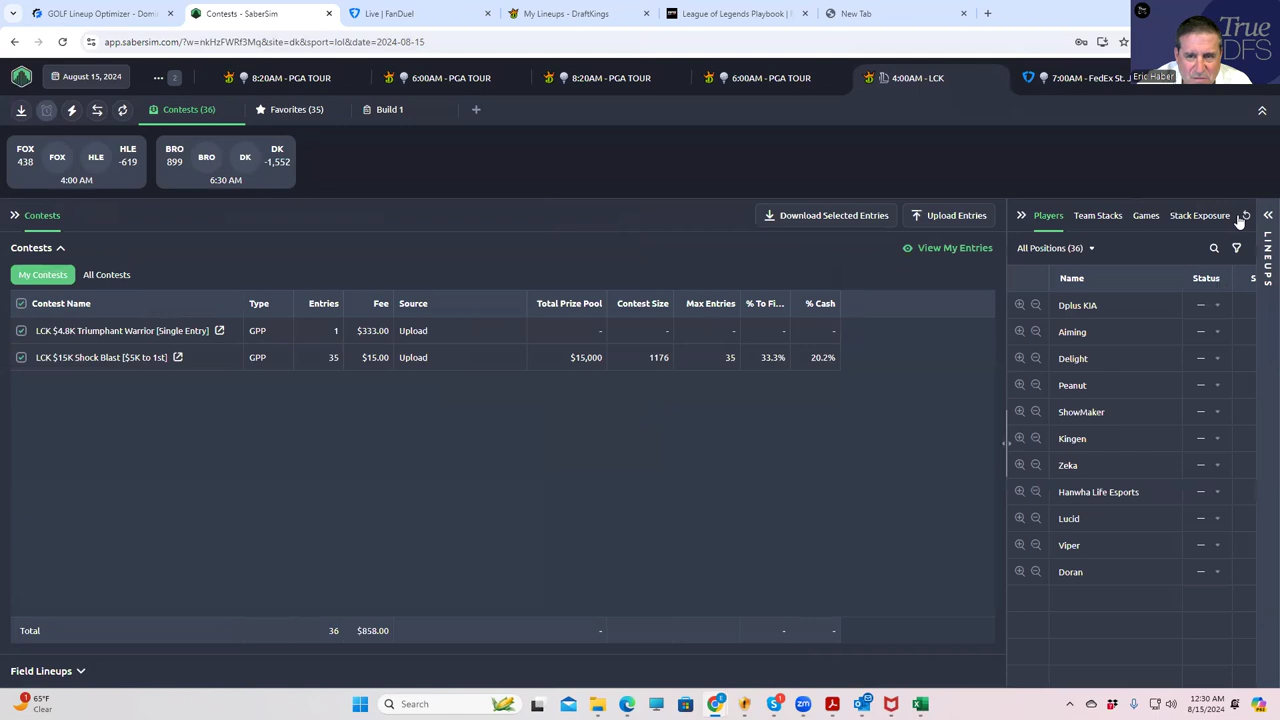 GOLF Lineup Optimizer - Domi
Contests - SaberSim
Live | FanDuel
My Lineups - DraftKings
League of Legends Playbook |
New Tab
app.sabersim.com/?w=nkHzFWRf3Mq&site=dk&sport=lol&date=2024-08-15
True
DFS
Eric Haber
August 15, 2024
2
8:20AM - PGA TOUR
6:00AM - PGA TOUR
8:20AM - PGA TOUR
6:00AM - PGA TOUR
4:00AM - LCK
7:00AM - FedEx St. J
Contests (36)
Favorites (35)
Build 1
FOX 438 FOX HLE HLE -619
4:00 AM
BRO 899 BRO DK DK -1,552
6:30 AM
Contests
Download Selected Entries
Upload Entries
Players
Team Stacks
Games
Stack Exposure
LINEUPS
Contests
View My Entries
All Positions (36)
My Contests
All Contests
Contest Name Type Entries Fee Source Total Prize Pool Contest Size Max Entries % To Fi... % Cash
LCK $4.8K Triumphant Warrior [Single Entry] GPP 1 $333.00 Upload - - - - -
LCK $15K Shock Blast [$5K to 1st] GPP 35 $15.00 Upload $15,000 1176 35 33.3% 20.2%
Total 36 $858.00 - - -
Name Status S
Dplus KIA —
Aiming —
Delight —
Peanut —
ShowMaker —
Kingen —
Zeka —
Hanwha Life Esports —
Lucid —
Viper —
Doran —
Field Lineups
1
65°F
Clear
Search
12:30 AM
8/15/2024